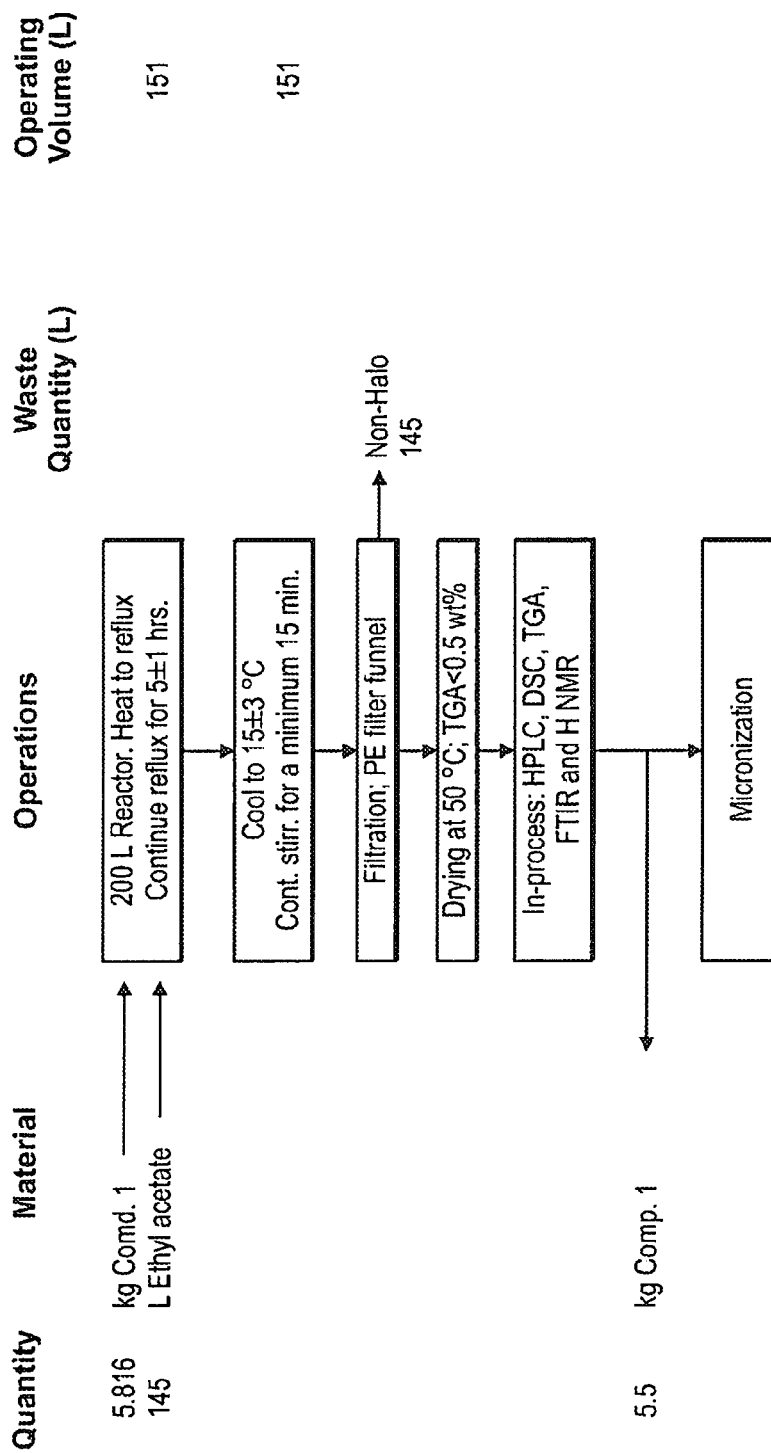 Quantity
Material
Operations
Waste
Quantity (L)
Operating
Volume (L)
5.816
kg Comd. 1
145
L Ethyl acetate
200 L Reactor. Heat to reflux
Continue reflux for 5±1 hrs.
151
Cool to 15±3 °C
Cont. stirr. for a minimum 15 min.
151
Filtration; PE filter funnel
Non-Halo
145
Drying at 50 °C; TGA<0.5 wt%
In-process: HPLC, DSC, TGA,
FTIR and H NMR
5.5
kg Comp. 1
Micronization